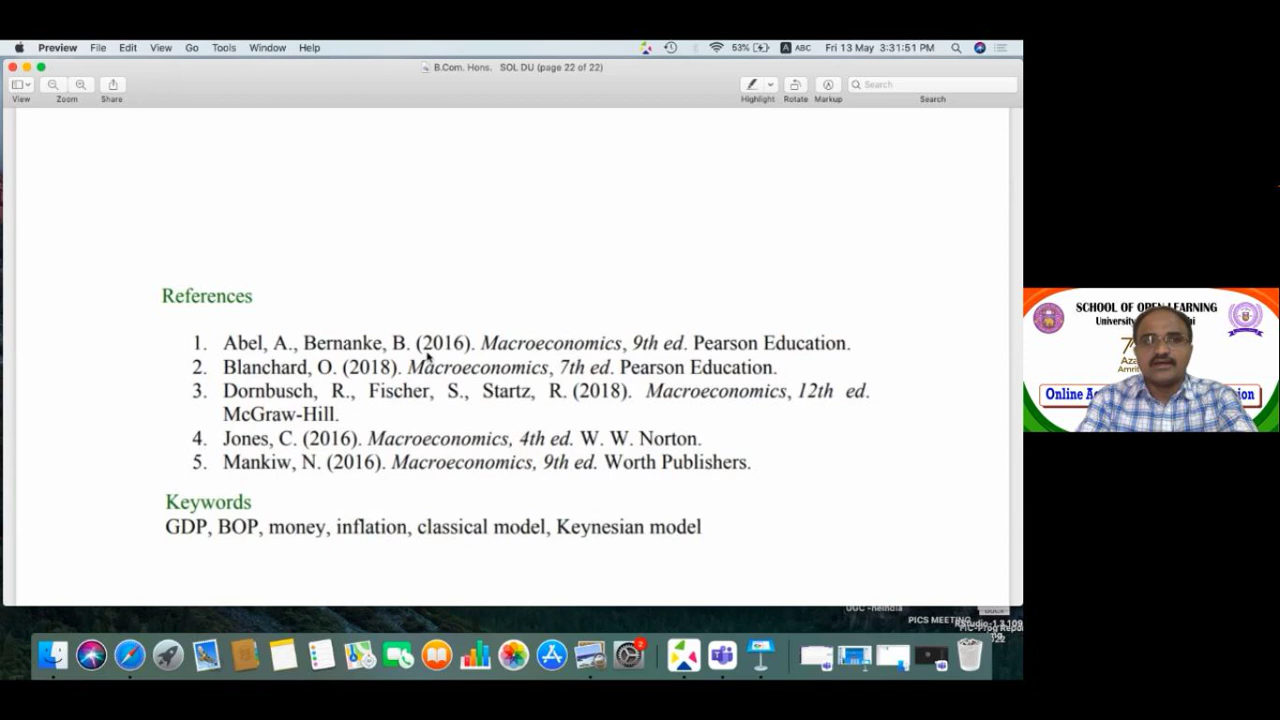 Preview File Edit View Go Tools Window Help 53% A ABC Fri 13 May 3:31:51 PM
B.Com. Hons. SOL DU (page 22 of 22)
Search
View Zoom Share Highlight Rotate Markup Search
References
1. Abel, A., Bernanke, B. (2016). Macroeconomics, 9th ed. Pearson Education.
2. Blanchard, O. (2018). Macroeconomics, 7th ed. Pearson Education.
3. Dornbusch, R., Fischer, S., Startz, R. (2018). Macroeconomics, 12th ed.
McGraw-Hill.
4. Jones, C. (2016). Macroeconomics, 4th ed. W. W. Norton.
5. Mankiw, N. (2016). Macroeconomics, 9th ed. Worth Publishers.
Keywords
GDP, BOP, money, inflation, classical model, Keynesian model
SCHOOL OF OPEN LEARNING
Online
PICS MEETING
2